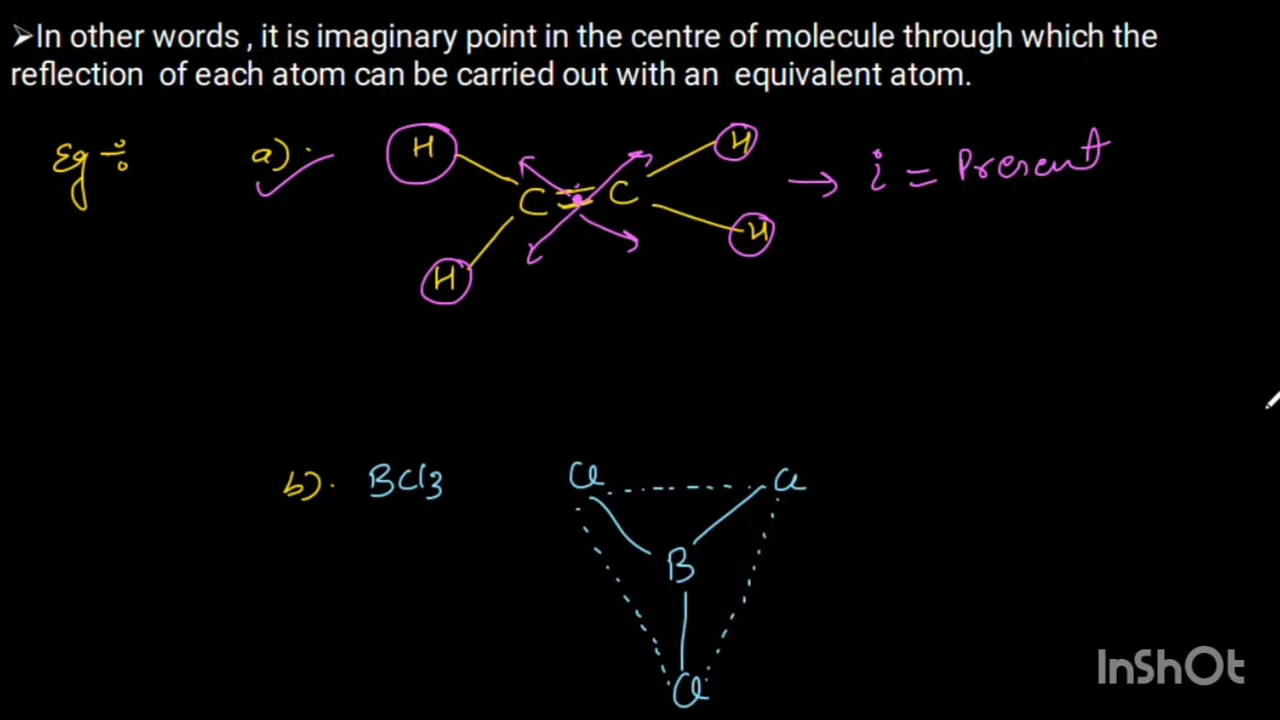 ➢In other words , it is imaginary point in the centre of molecule through which the
reflection of each atom can be carried out with an equivalent atom.
Eg ÷ a). H H
C = C → i = Present
H H
b). BCl3 Cl Cl
B
Cl
InShOt